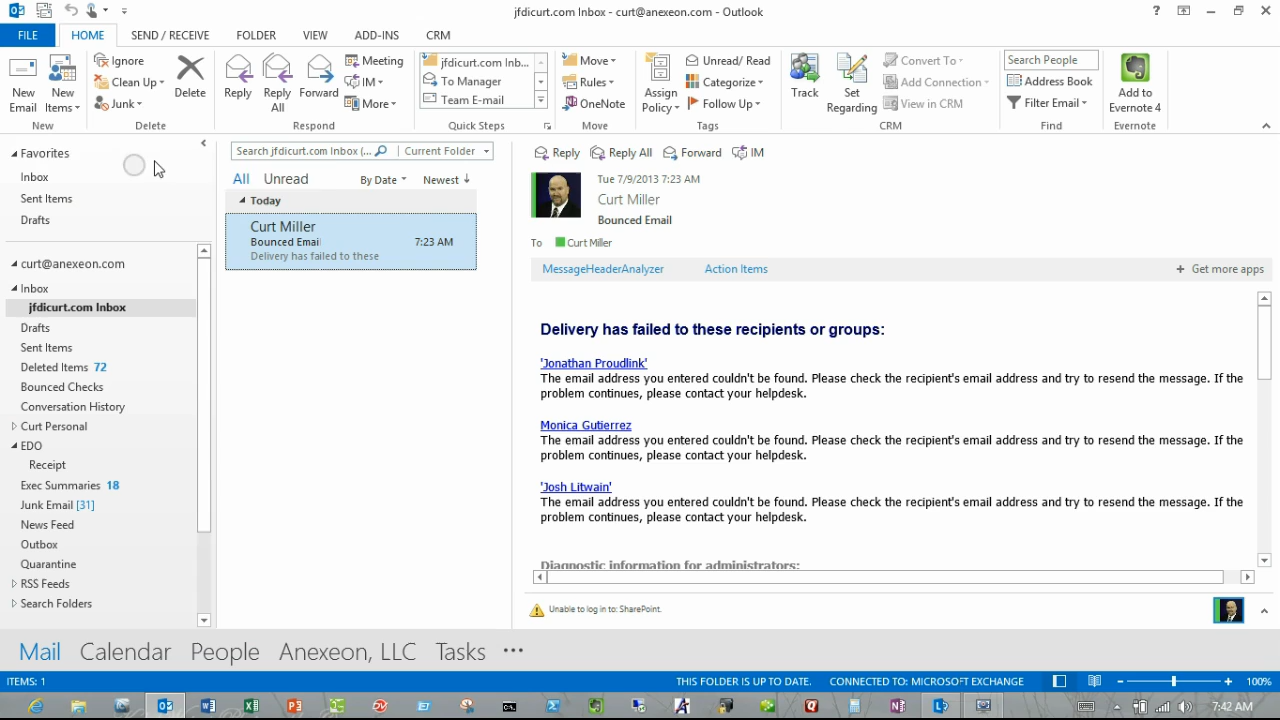 jfdicurt.com Inbox - curt@anexeon.com - Outlook
FILE HOME SEND / RECEIVE FOLDER VIEW ADD-INS CRM
New Email
New Items
Ignore
Clean Up
Junk
Delete
Reply
Reply All
Forward
Meeting
IM
More
jfdicurt.com Inb...
To Manager
Team E-mail
Move
Rules
OneNote
Assign Policy
Unread/ Read
Categorize
Follow Up
Track
Set Regarding
Convert To
Add Connection
View in CRM
Search People
Address Book
Filter Email
Add to Evernote 4
New Delete Respond Quick Steps Move Tags CRM Find Evernote
Favorites
Inbox
Sent Items
Drafts
curt@anexeon.com
Inbox
jfdicurt.com Inbox
Drafts
Sent Items
Deleted Items 72
Bounced Checks
Conversation History
Curt Personal
EDO
Receipt
Exec Summaries 18
Junk Email [31]
News Feed
Outbox
Quarantine
RSS Feeds
Search Folders
Search jfdicurt.com Inbox (... Current Folder
All Unread By Date Newest
Today
Curt Miller
Bounced Email 7:23 AM
Delivery has failed to these
Reply Reply All Forward IM
Tue 7/9/2013 7:23 AM
Curt Miller
Bounced Email
To Curt Miller
MessageHeaderAnalyzer Action Items + Get more apps
Delivery has failed to these recipients or groups:
'Jonathan Proudlink'
The email address you entered couldn't be found. Please check the recipient's email address and try to resend the message. If the
problem continues, please contact your helpdesk.
Monica Gutierrez
The email address you entered couldn't be found. Please check the recipient's email address and try to resend the message. If the
problem continues, please contact your helpdesk.
'Josh Litwain'
The email address you entered couldn't be found. Please check the recipient's email address and try to resend the message. If the
problem continues, please contact your helpdesk.
Diagnostic information for administrators:
Unable to log in to: SharePoint.
Mail Calendar People Anexeon, LLC Tasks •••
ITEMS: 1 THIS FOLDER IS UP TO DATE. CONNECTED TO: MICROSOFT EXCHANGE 100%
7:42 AM